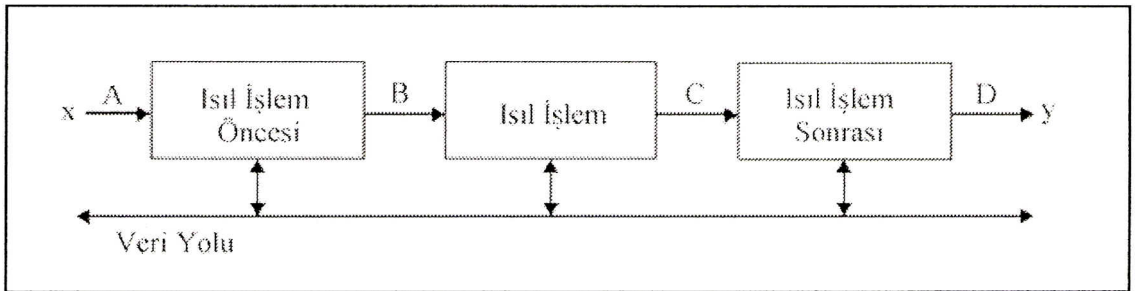 x
A
Isıl İşlem
Öncesi
B
Isıl İşlem
C
Isıl İşlem
Sonrası
D
y
Veri Yolu